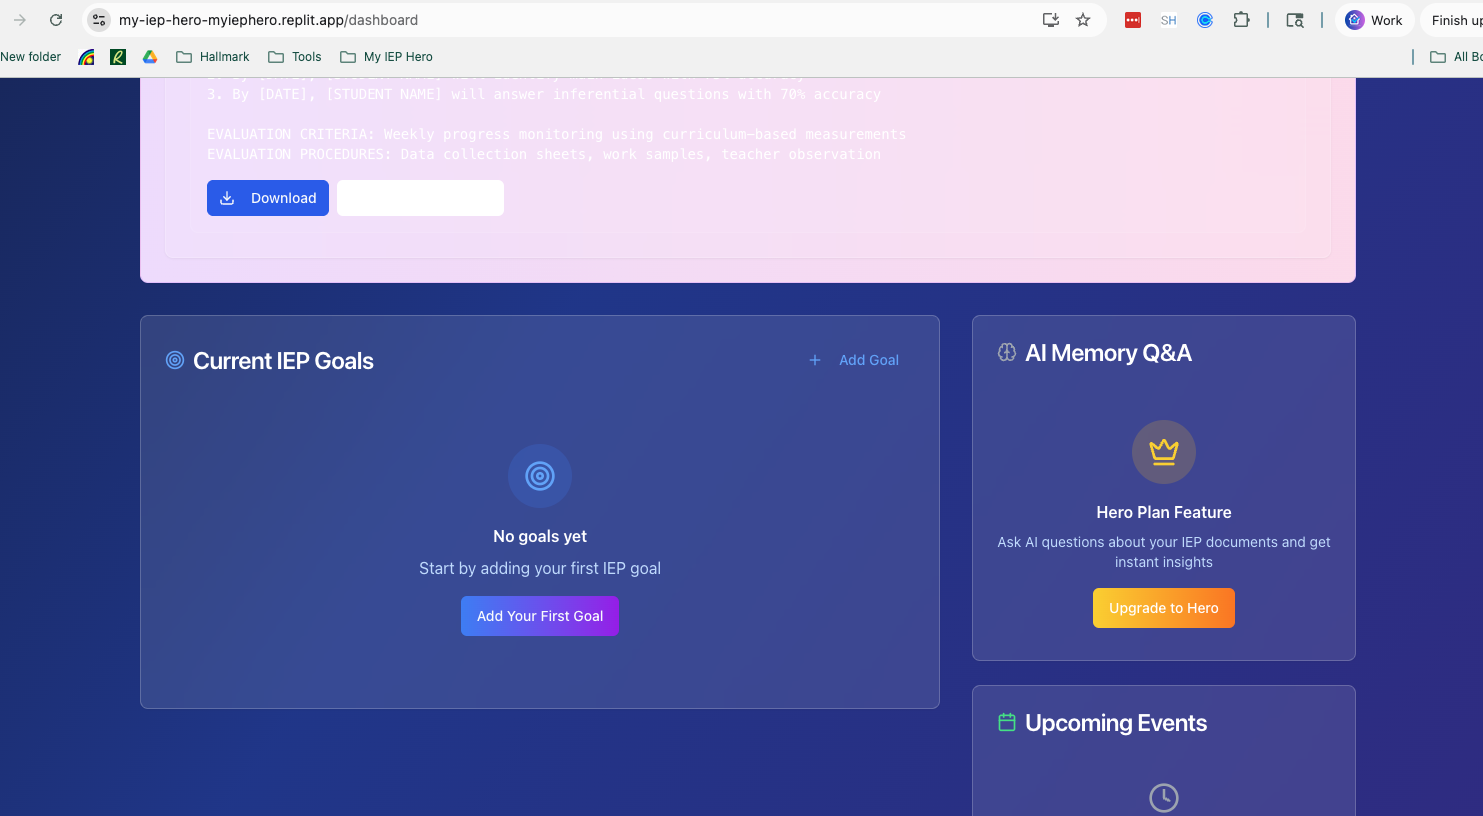 my-iep-hero-myiephero.replit.app/dashboard
SH
Work
Finish up
New folder
Hallmark
Tools
My IEP Hero
All Bo
3. By [DATE], [STUDENT NAME] will answer inferential questions with 70% accuracy
EVALUATION CRITERIA: Weekly progress monitoring using curriculum-based measurements
EVALUATION PROCEDURES: Data collection sheets, work samples, teacher observation
Download
Current IEP Goals
Add Goal
No goals yet
Start by adding your first IEP goal
Add Your First Goal
AI Memory Q&A
Hero Plan Feature
Ask AI questions about your IEP documents and get
instant insights
Upgrade to Hero
Upcoming Events